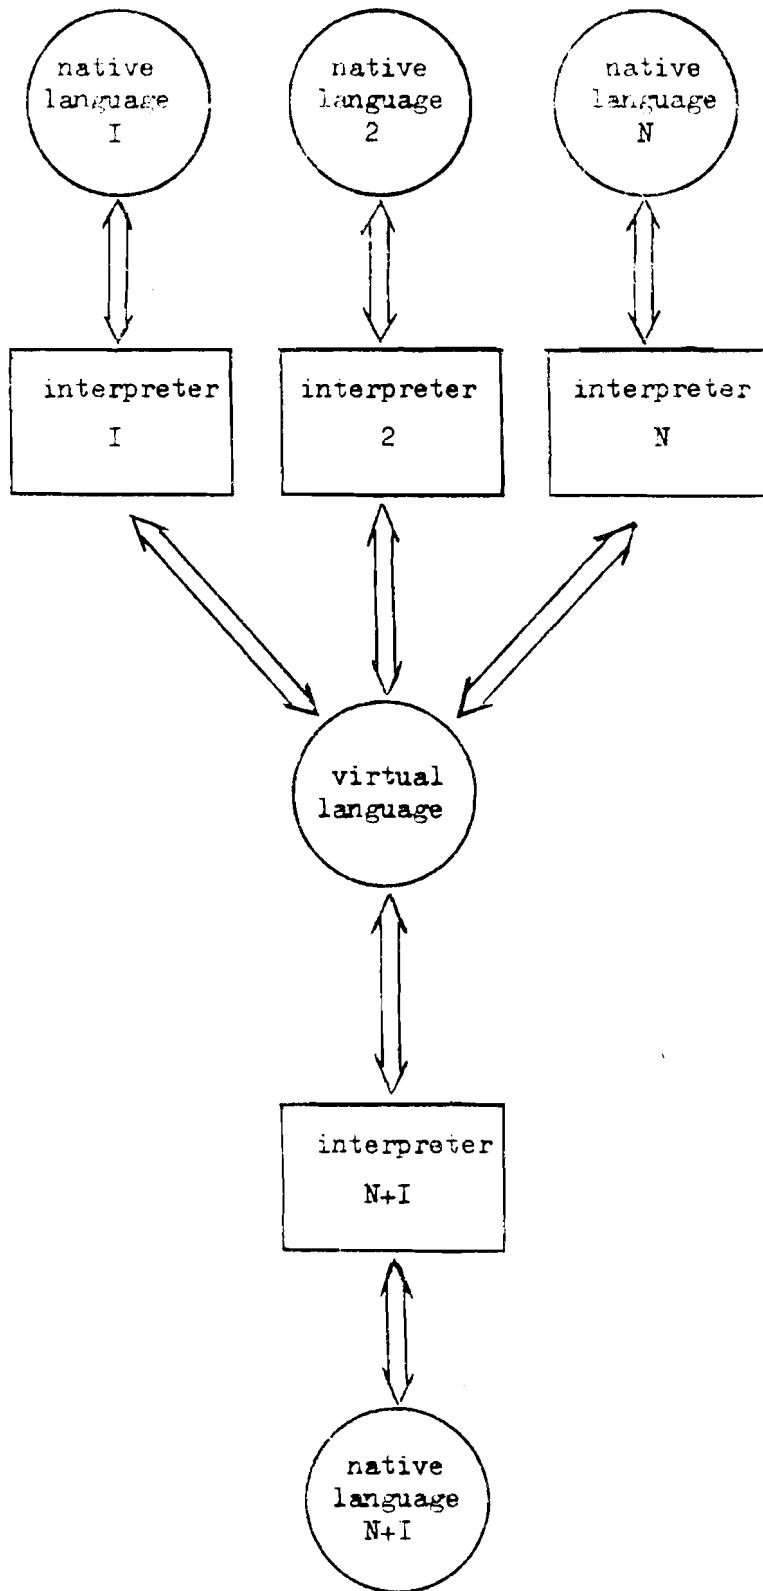 native
language
I
native
language
2
native
language
N
interpreter
I
interpreter
2
interpreter
N
virtual
language
interpreter
N+I
native
language
N+I